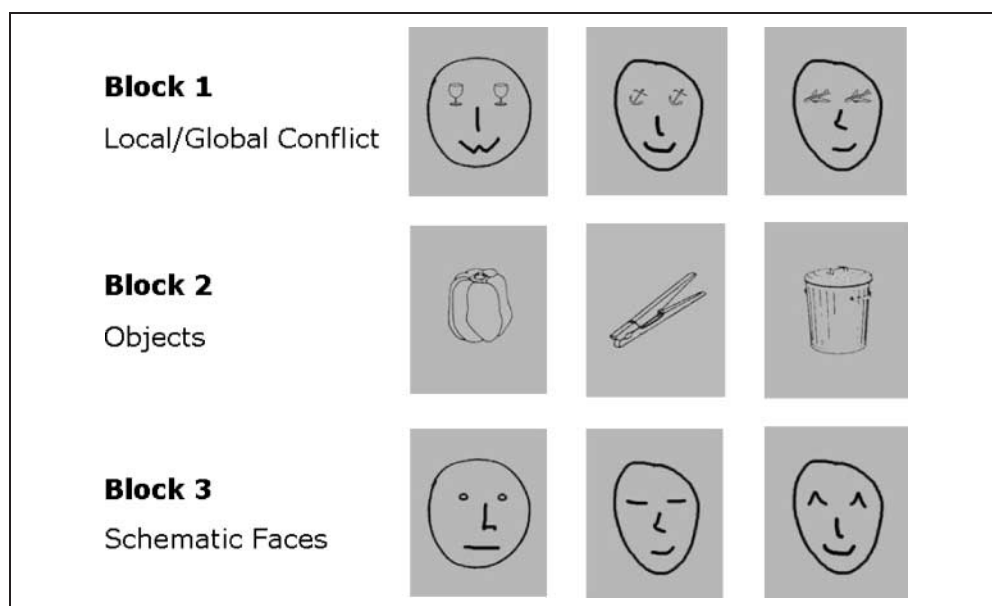 Block 1
Local/Global Conflict
Block 2
Objects
Block 3
Schematic Faces